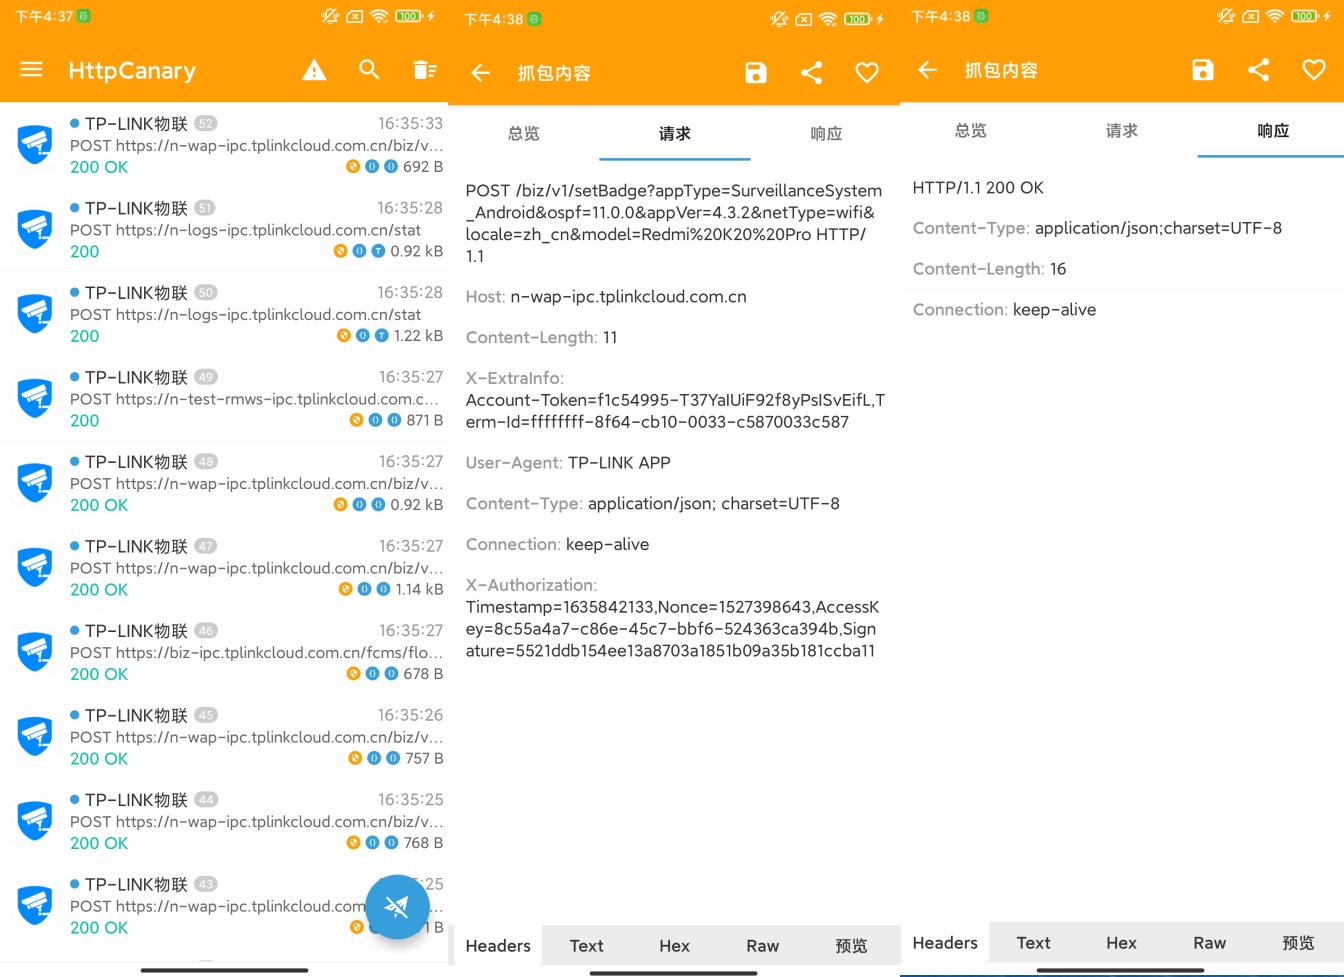 下午4:37
100
HttpCanary
TP-LINK物联 52 16:35:33
POST https://n-wap-ipc.tplinkcloud.com.cn/biz/v...
200 OK 692 B
TP-LINK物联 51 16:35:28
POST https://n-logs-ipc.tplinkcloud.com.cn/stat
200 0.92 kB
TP-LINK物联 50 16:35:28
POST https://n-logs-ipc.tplinkcloud.com.cn/stat
200 1.22 kB
TP-LINK物联 49 16:35:27
POST https://n-test-rmws-ipc.tplinkcloud.com.c...
200 871 B
TP-LINK物联 48 16:35:27
POST https://n-wap-ipc.tplinkcloud.com.cn/biz/v...
200 OK 0.92 kB
TP-LINK物联 47 16:35:27
POST https://n-wap-ipc.tplinkcloud.com.cn/biz/v...
200 OK 1.14 kB
TP-LINK物联 46 16:35:27
POST https://biz-ipc.tplinkcloud.com.cn/fcms/flo...
200 OK 678 B
TP-LINK物联 45 16:35:26
POST https://n-wap-ipc.tplinkcloud.com.cn/biz/v...
200 OK 757 B
TP-LINK物联 44 16:35:25
POST https://n-wap-ipc.tplinkcloud.com.cn/biz/v...
200 OK 768 B
TP-LINK物联 43 :25
POST https://n-wap-ipc.tplinkcloud.com ...
200 OK 1 B
下午4:38
100
抓包内容
总览 请求 响应
POST /biz/v1/setBadge?appType=SurveillanceSystem
_Android&ospf=11.0.0&appVer=4.3.2&netType=wifi&
locale=zh_cn&model=Redmi%20K20%20Pro HTTP/
1.1
Host: n-wap-ipc.tplinkcloud.com.cn
Content-Length: 11
X-ExtraInfo:
Account-Token=f1c54995-T37YaIUiF92f8yPsISvEifL,T
erm-Id=ffffffff-8f64-cb10-0033-c5870033c587
User-Agent: TP-LINK APP
Content-Type: application/json; charset=UTF-8
Connection: keep-alive
X-Authorization:
Timestamp=1635842133,Nonce=1527398643,AccessK
ey=8c55a4a7-c86e-45c7-bbf6-524363ca394b,Sign
ature=5521ddb154ee13a8703a1851b09a35b181ccba11
Headers Text Hex Raw 预览
下午4:38
100
抓包内容
总览 请求 响应
HTTP/1.1 200 OK
Content-Type: application/json;charset=UTF-8
Content-Length: 16
Connection: keep-alive
Headers Text Hex Raw 预览